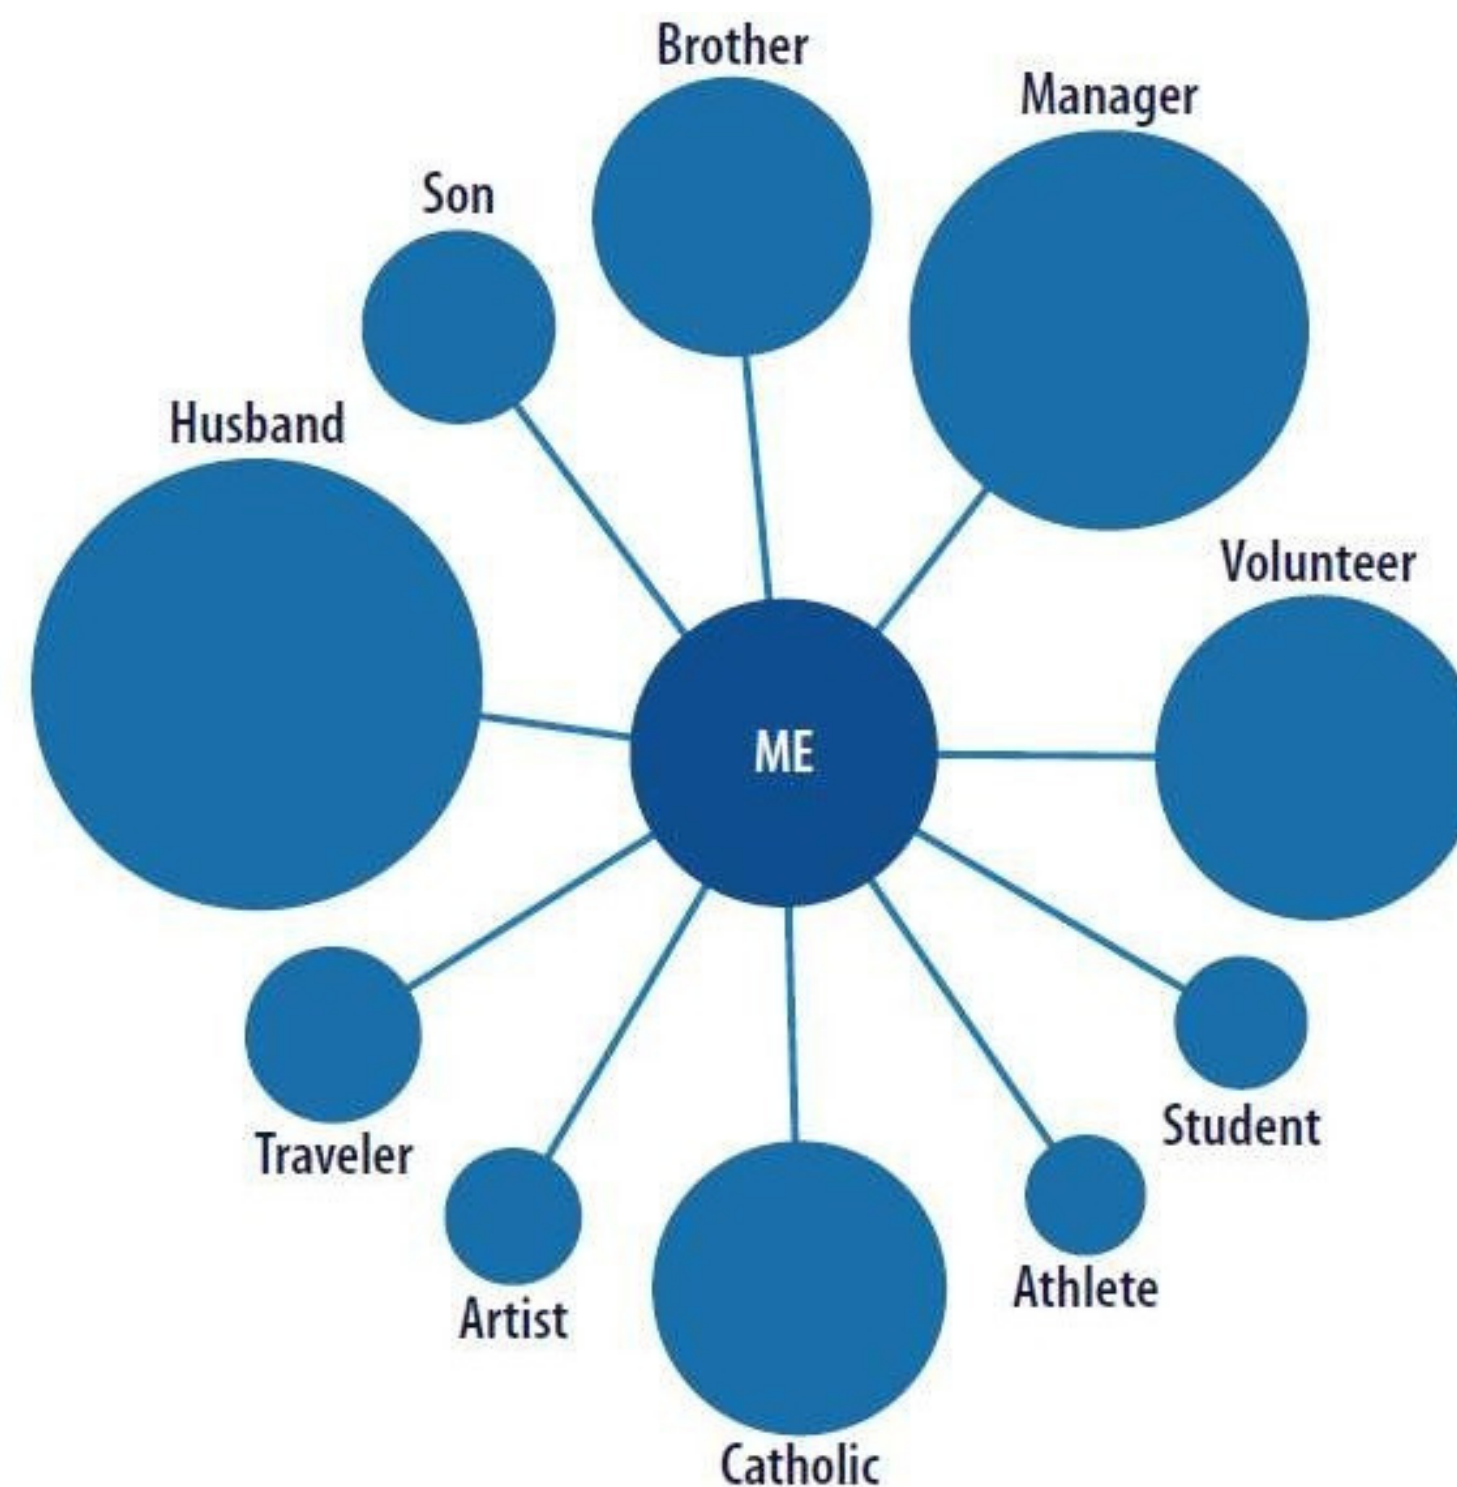 Brother
Manager
Son
Husband
Volunteer
ME
Student
Traveler
Athlete
Artist
Catholic